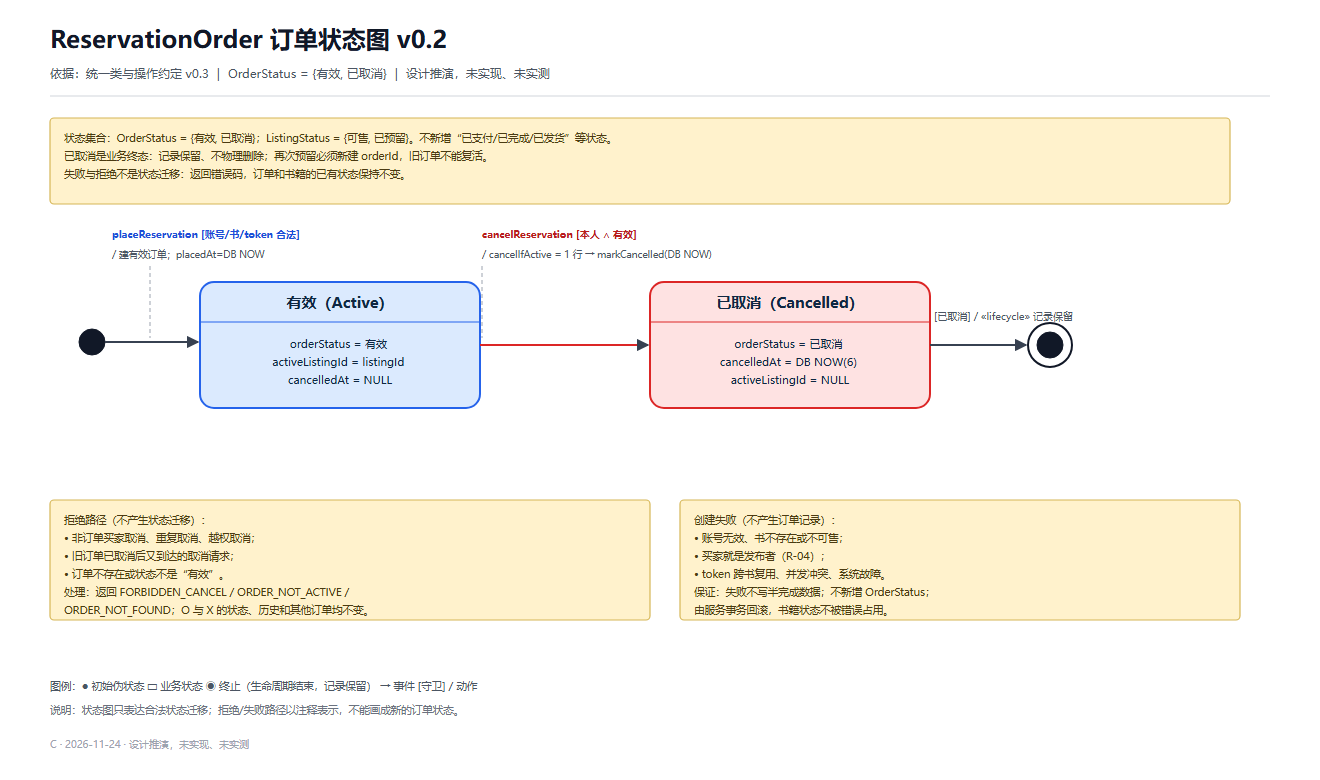 ReservationOrder 订单状态图 v0.2
依据：统一类与操作约定 v0.3 ｜ OrderStatus = {有效, 已取消} ｜ 设计推演，未实现、未实测
状态集合：OrderStatus = {有效, 已取消}；ListingStatus = {可售, 已预留}。不新增“已支付/已完成/已发货”等状态。
已取消是业务终态：记录保留、不物理删除；再次预留必须新建 orderId，旧订单不能复活。
失败与拒绝不是状态迁移：返回错误码，订单和书籍的已有状态保持不变。
placeReservation [账号/书/token 合法]
/ 建有效订单；placedAt=DB NOW
cancelReservation [本人 ∧ 有效]
/ cancelIfActive = 1 行 → markCancelled(DB NOW)
有效（Active）
orderStatus = 有效
activeListingId = listingId
cancelledAt = NULL
已取消（Cancelled）
orderStatus = 已取消
cancelledAt = DB NOW(6)
activeListingId = NULL
[已取消] / «lifecycle» 记录保留
拒绝路径（不产生状态迁移）：
• 非订单买家取消、重复取消、越权取消；
• 旧订单已取消后又到达的取消请求；
• 订单不存在或状态不是“有效”。
处理：返回 FORBIDDEN_CANCEL / ORDER_NOT_ACTIVE /
ORDER_NOT_FOUND；O 与 X 的状态、历史和其他订单均不变。
创建失败（不产生订单记录）：
• 账号无效、书不存在或不可售；
• 买家就是发布者（R-04）；
• token 跨书复用、并发冲突、系统故障。
保证：失败不写半完成数据；不新增 OrderStatus；
由服务事务回滚，书籍状态不被错误占用。
图例：● 初始伪状态 ▭ 业务状态 ◉ 终止（生命周期结束，记录保留） → 事件 [守卫] / 动作
说明：状态图只表达合法状态迁移；拒绝/失败路径以注释表示，不能画成新的订单状态。
C · 2026-11-24 · 设计推演，未实现、未实测